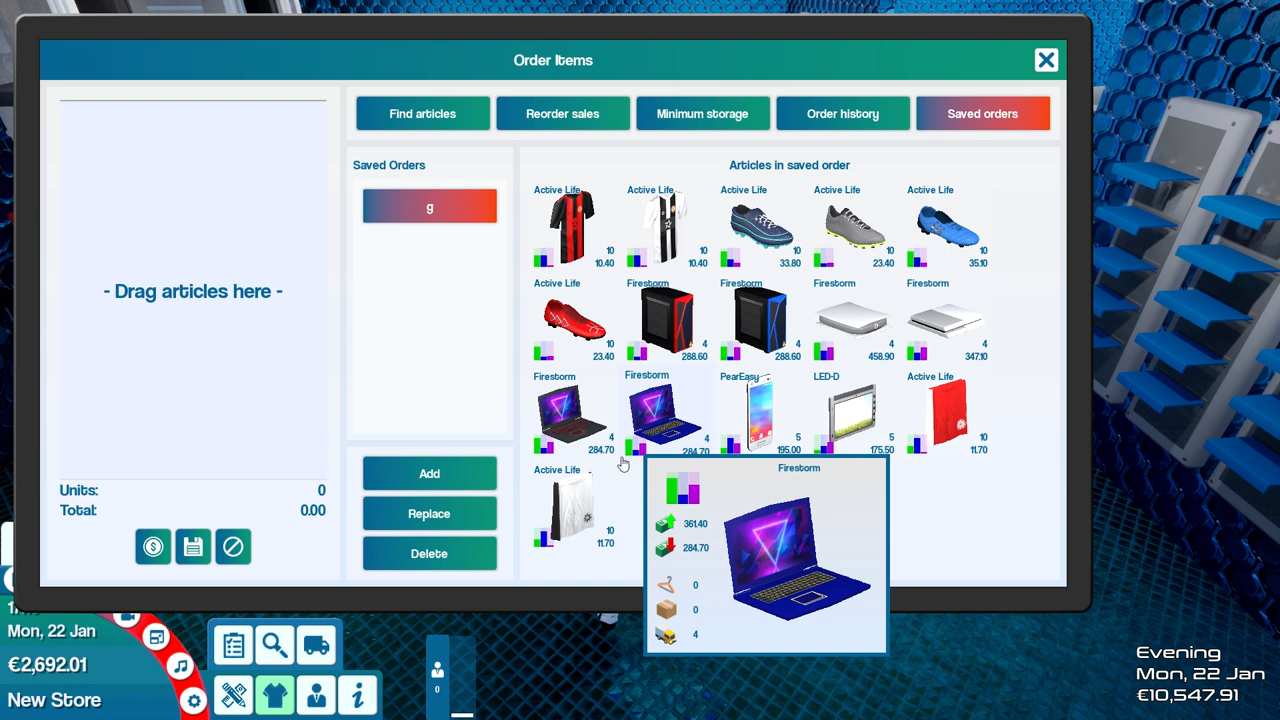 Order Items
Find articles
Reorder sales
Minimum storage
Order history
Saved orders
Saved Orders
g
Articles in saved order
Active Life
Active Life
Active Life
Active Life
Active Life
10
10.40
10
10.40
10
33.80
10
23.40
10
35.10
Active Life
Firestorm
Firestorm
Firestorm
Firestorm
10
23.40
4
288.60
4
288.60
4
458.90
4
347.10
Firestorm
Firestorm
PearEasy
LED-D
Active Life
4
284.70
4
284.70
5
195.00
5
175.50
10
11.70
Active Life
10
11.70
- Drag articles here -
Units: 0
Total: 0.00
Add
Replace
Delete
Firestorm
361.40
284.70
0
0
4
Mon, 22 Jan
€2,692.01
New Store
0
Evening
Mon, 22 Jan
€10,547.91